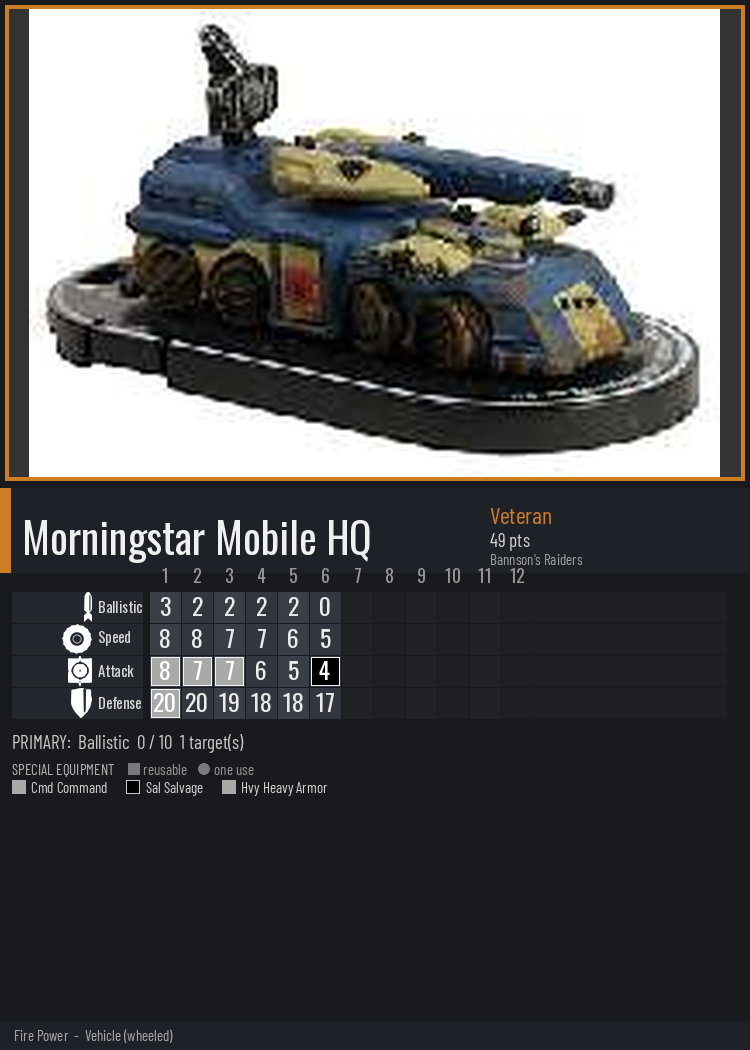 Morningstar Mobile HQ
Veteran
49 pts
Bannson's Raiders
1 2 3 4 5 6 7 8 9 10 11 12
Ballistic 3 2 2 2 2 0
Speed 8 8 7 7 6 5
Attack 8 7 7 6 5 4
Defense 20 20 19 18 18 17
PRIMARY: Ballistic 0 / 10 1 target(s)
SPECIAL EQUIPMENT reusable one use
Cmd Command Sal Salvage Hvy Heavy Armor
Fire Power - Vehicle (wheeled)